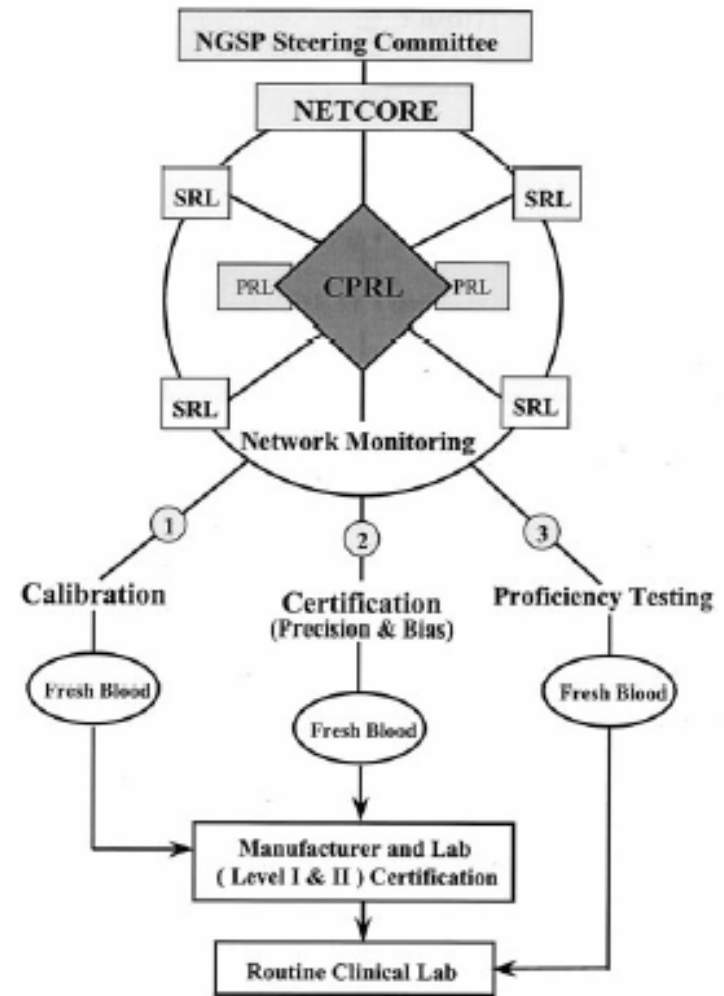 NGSP Steering Committee
NETCORE
SRL
SRL
PRL
CPRL
PRL
SRL
SRL
Network Monitoring
1
2
3
Calibration
Certification
(Precision & Bias)
Proficiency Testing
Fresh Blood
Fresh Blood
Fresh Blood
Manufacturer and Lab
( Level I & II ) Certification
Routine Clinical Lab